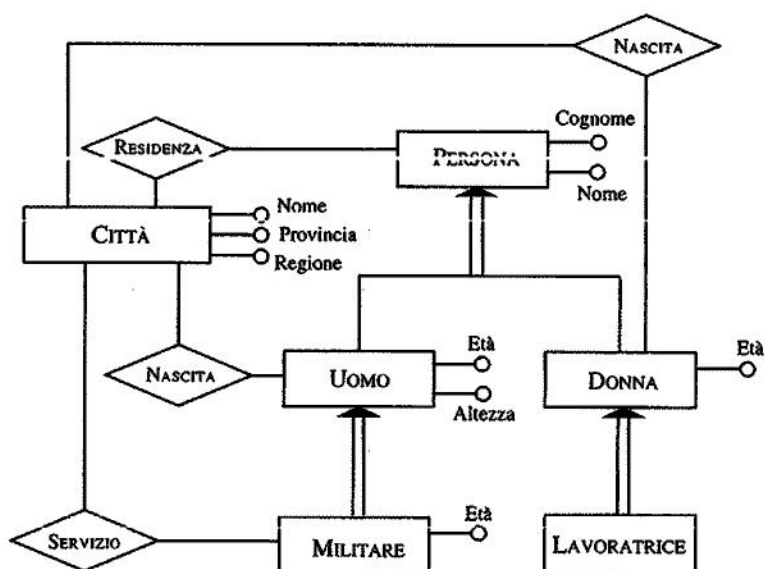 NASCITA
Cognome
RESIDENZA
PERSONA
Nome
Nome
CITTÀ
Provincia
Regione
Età
Età
NASCITA
UOMO
DONNA
Altezza
Età
SERVIZIO
MILITARE
LAVORATRICE